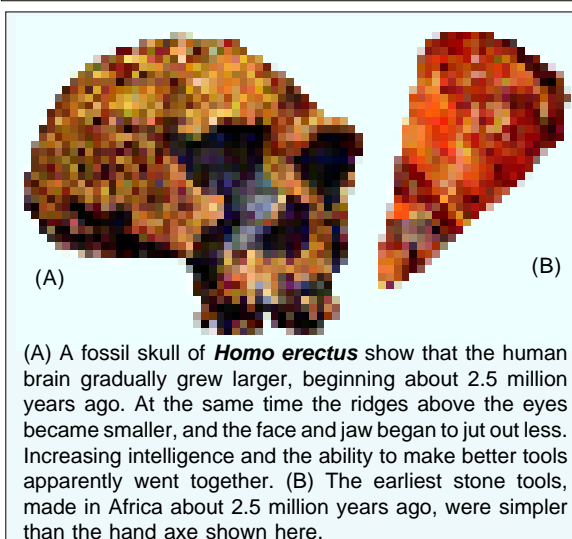 (A)
(B)
(A) A fossil skull of Homo erectus show that the human
brain gradually grew larger, beginning about 2.5 million
years ago. At the same time the ridges above the eyes
became smaller, and the face and jaw began to jut out less.
Increasing intelligence and the ability to make better tools
apparently went together. (B) The earliest stone tools,
made in Africa about 2.5 million years ago, were simpler
than the hand axe shown here.